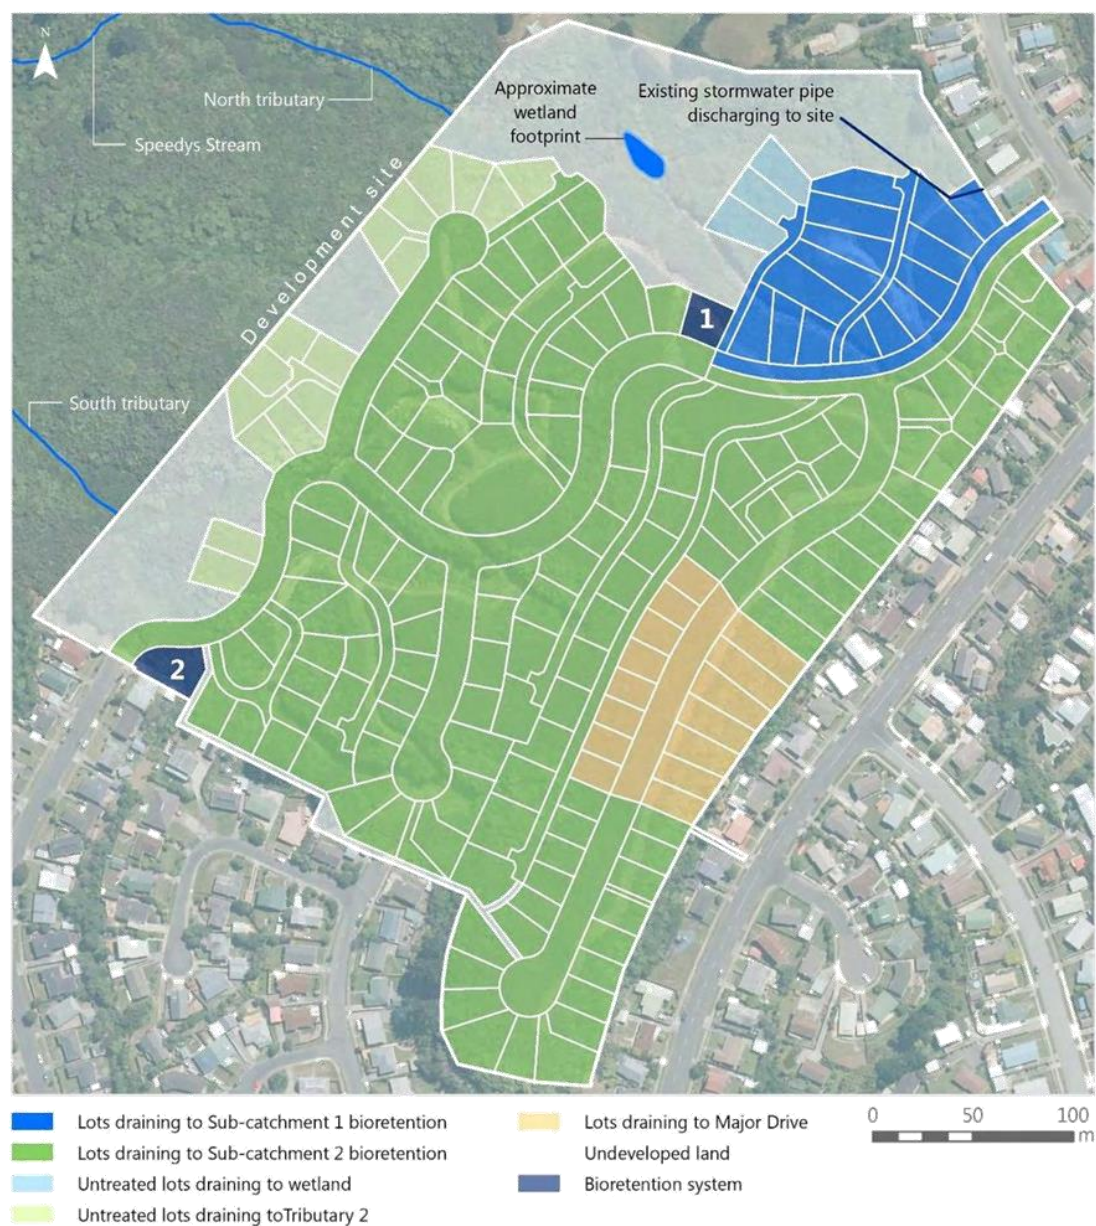 N
Approximate
wetland
footprint
Existing stormwater pipe
discharging to site
North tributary
Speedys Stream
Development site
South tributary
1
2
Lots draining to Sub-catchment 1 bioretention
Lots draining to Sub-catchment 2 bioretention
Untreated lots draining to wetland
Untreated lots draining toTributary 2
Lots draining to Major Drive
Undeveloped land
Bioretention system
0 50 100
m